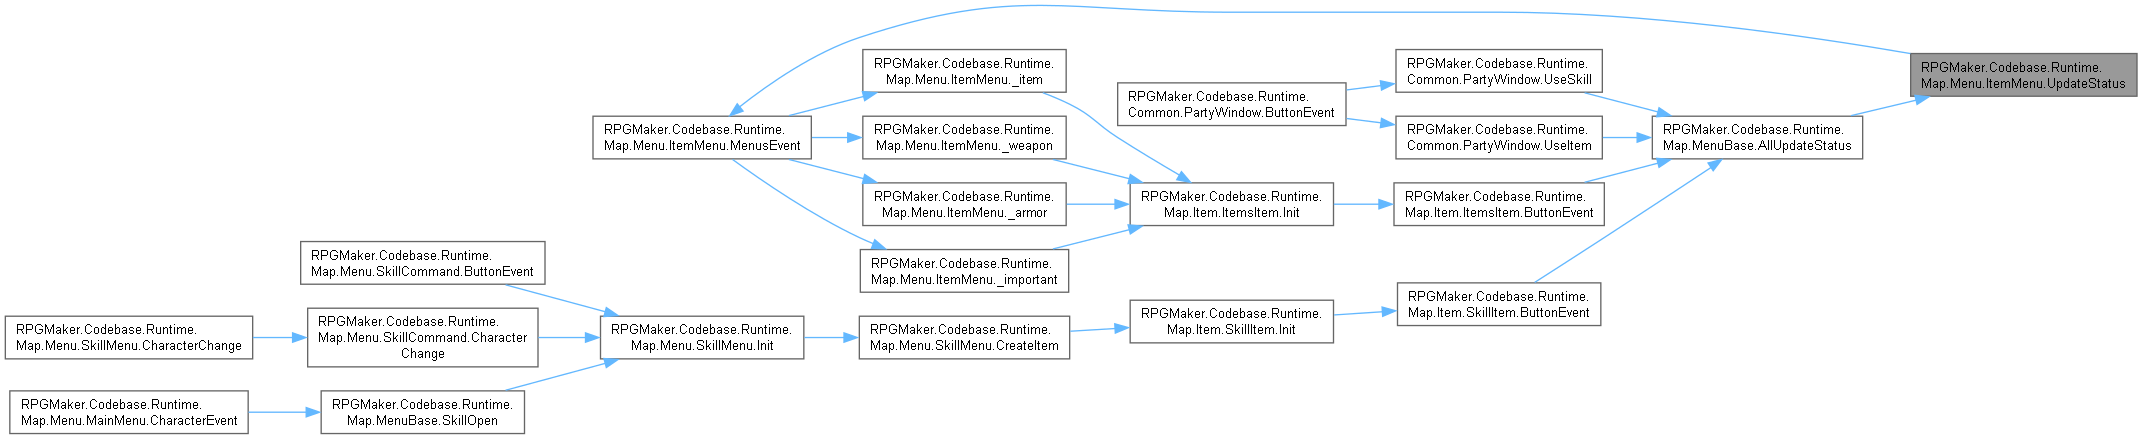 RPGMaker.Codebase.Runtime.
Map.Menu.ItemMenu._item
RPGMaker.Codebase.Runtime.
Common.PartyWindow.UseSkill
RPGMaker.Codebase.Runtime.
Map.Menu.ItemMenu.UpdateStatus
RPGMaker.Codebase.Runtime.
Common.PartyWindow.ButtonEvent
RPGMaker.Codebase.Runtime.
Map.Menu.ItemMenu.MenusEvent
RPGMaker.Codebase.Runtime.
Map.Menu.ItemMenu._weapon
RPGMaker.Codebase.Runtime.
Common.PartyWindow.UseItem
RPGMaker.Codebase.Runtime.
Map.MenuBase.AllUpdateStatus
RPGMaker.Codebase.Runtime.
Map.Menu.ItemMenu._armor
RPGMaker.Codebase.Runtime.
Map.Item.ItemsItem.Init
RPGMaker.Codebase.Runtime.
Map.Item.ItemsItem.ButtonEvent
RPGMaker.Codebase.Runtime.
Map.Menu.SkillCommand.ButtonEvent
RPGMaker.Codebase.Runtime.
Map.Menu.ItemMenu._important
RPGMaker.Codebase.Runtime.
Map.Item.SkillItem.ButtonEvent
RPGMaker.Codebase.Runtime.
Map.Menu.SkillMenu.CharacterChange
RPGMaker.Codebase.Runtime.
Map.Menu.SkillCommand.Character
Change
RPGMaker.Codebase.Runtime.
Map.Menu.SkillMenu.Init
RPGMaker.Codebase.Runtime.
Map.Menu.SkillMenu.CreateItem
RPGMaker.Codebase.Runtime.
Map.Item.SkillItem.Init
RPGMaker.Codebase.Runtime.
Map.Menu.MainMenu.CharacterEvent
RPGMaker.Codebase.Runtime.
Map.MenuBase.SkillOpen